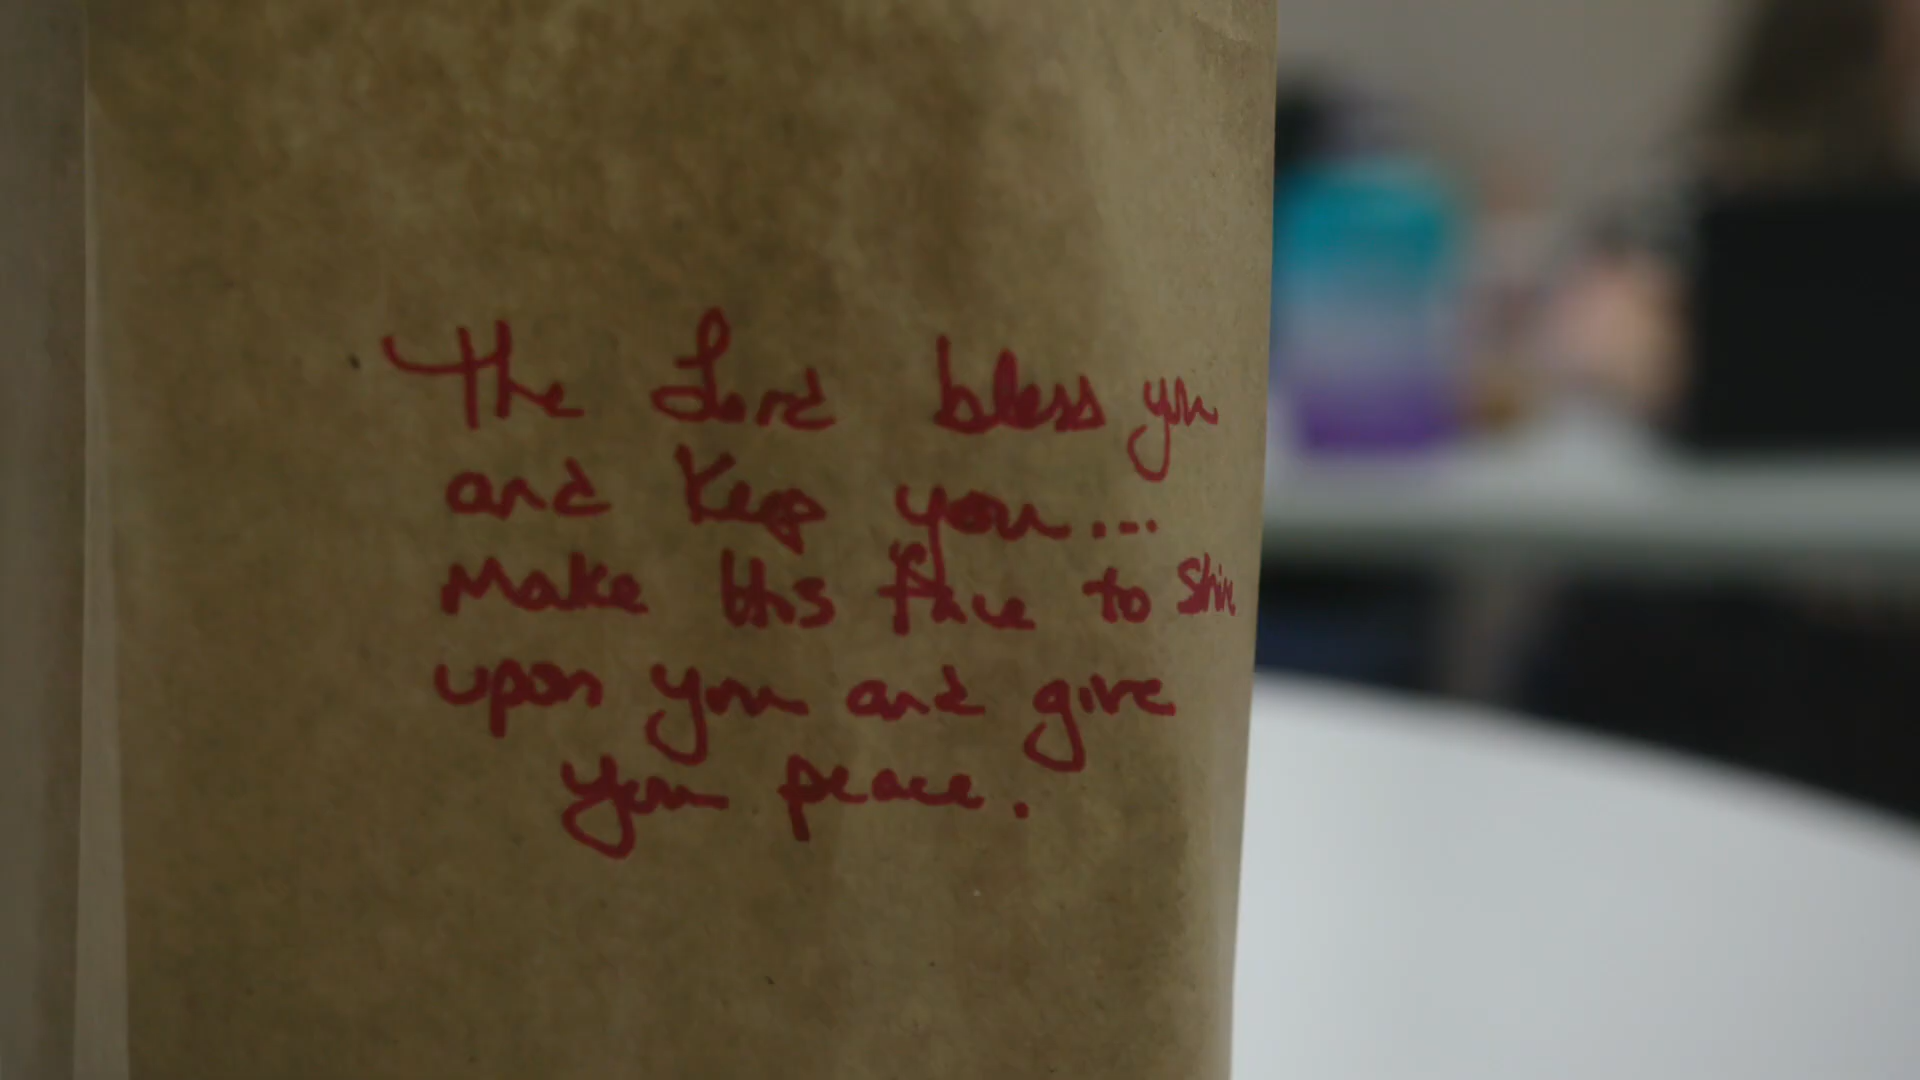 The Lord bless you
and Keep you...
Make His face to Shine
upon you and give
you peace.